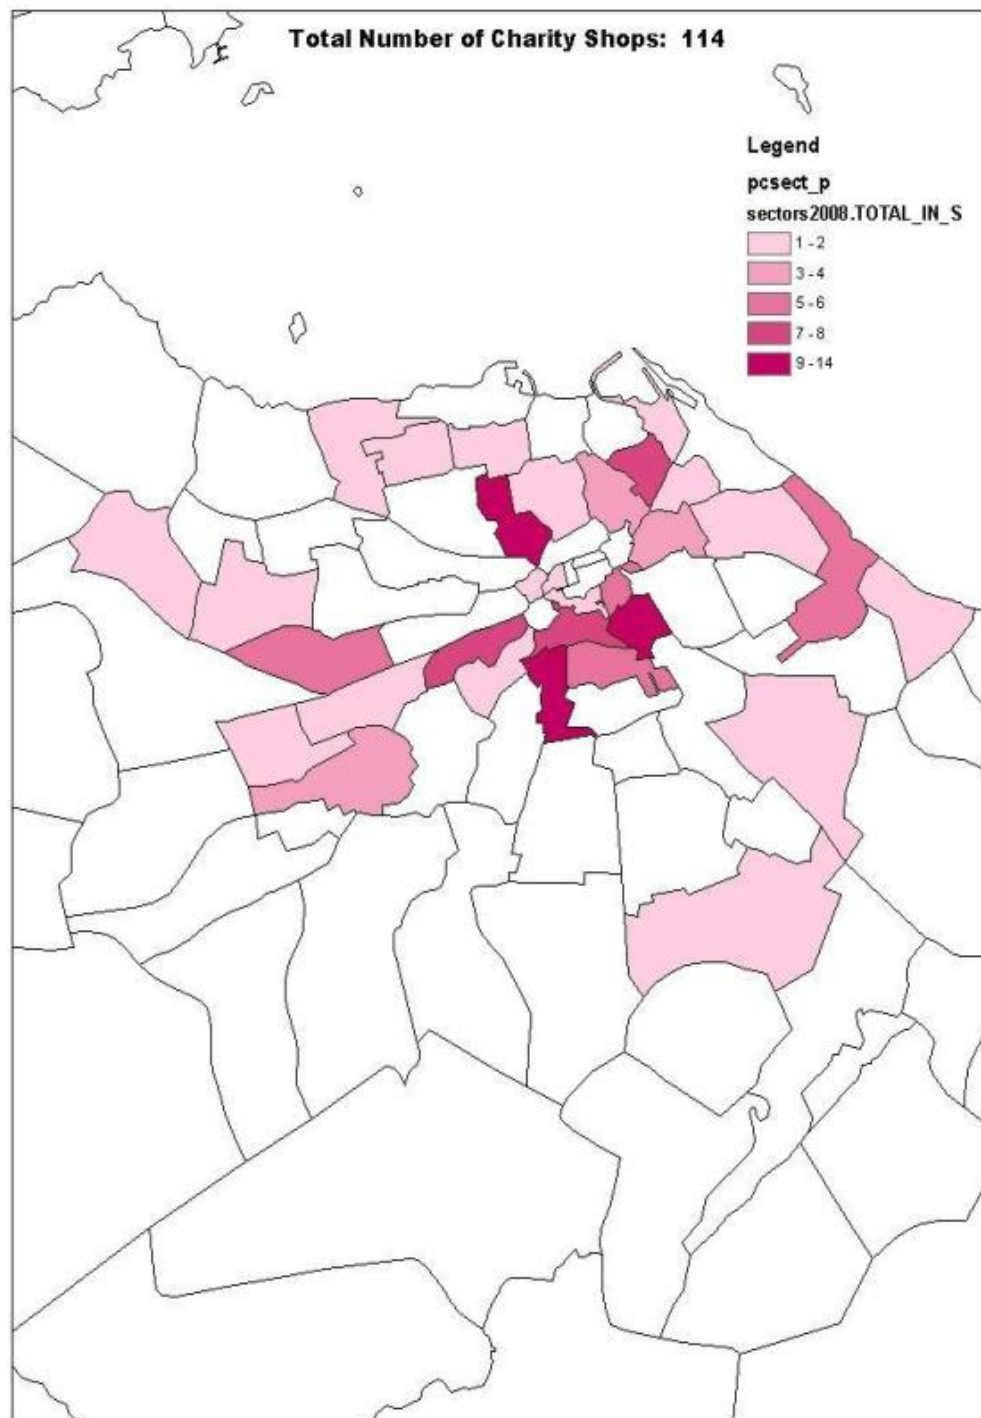 Total Number of Charity Shops: 114
Legend
pcsect_p
sectors2008.TOTAL_IN_S
1 - 2
3 - 4
5 - 6
7 - 8
9 - 14